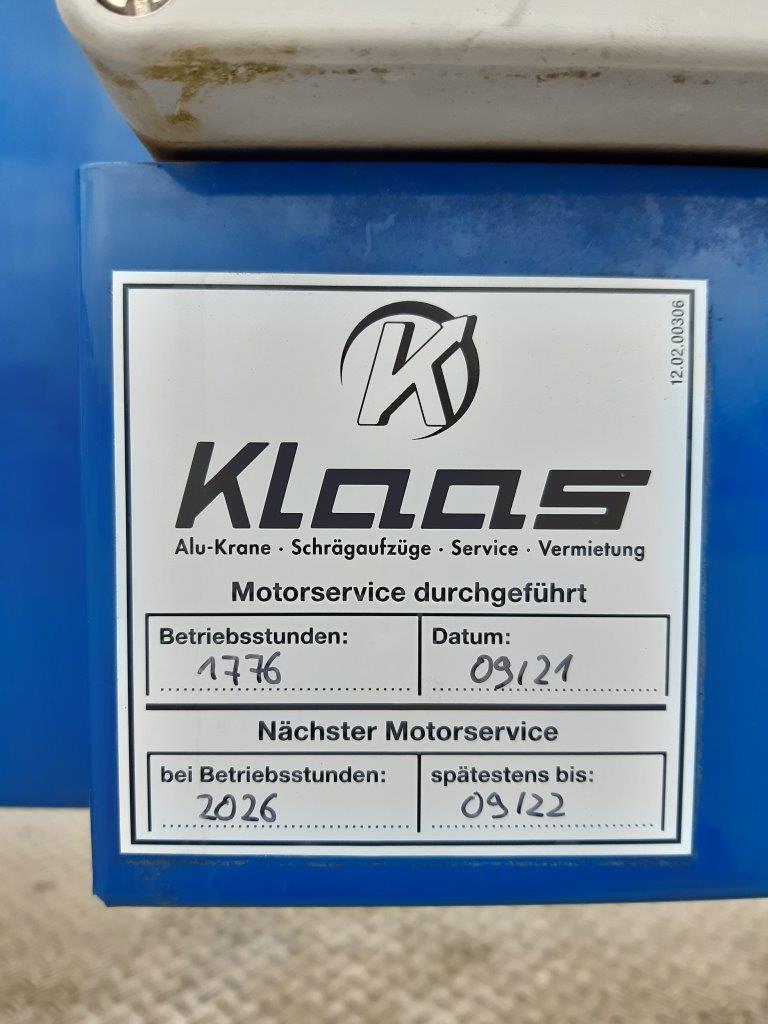 12.02.00306
K
Klaas
Alu-Krane · Schrägaufzüge · Service · Vermietung
Motorservice durchgeführt
Betriebsstunden: Datum:
1776 09/21
Nächster Motorservice
bei Betriebsstunden: spätestens bis:
2026 09/22